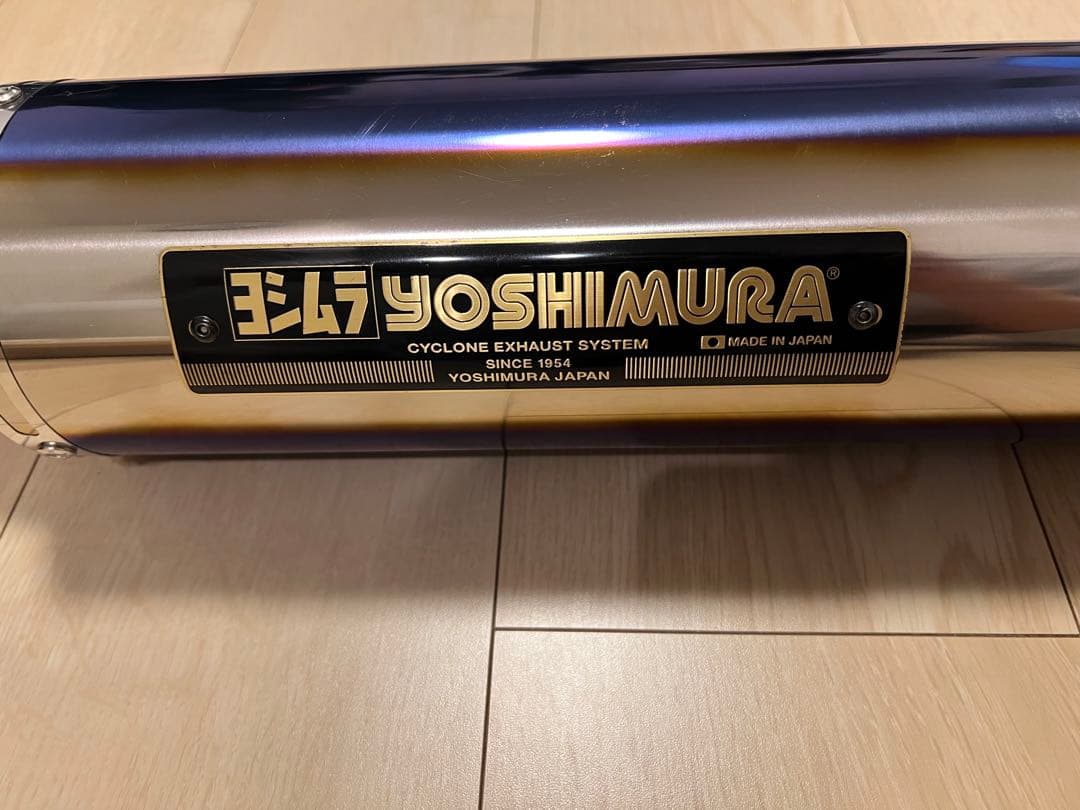 ヨシムラ YOSHIMURA®
CYCLONE EXHAUST SYSTEM MADE IN JAPAN
SINCE 1954
YOSHIMURA JAPAN